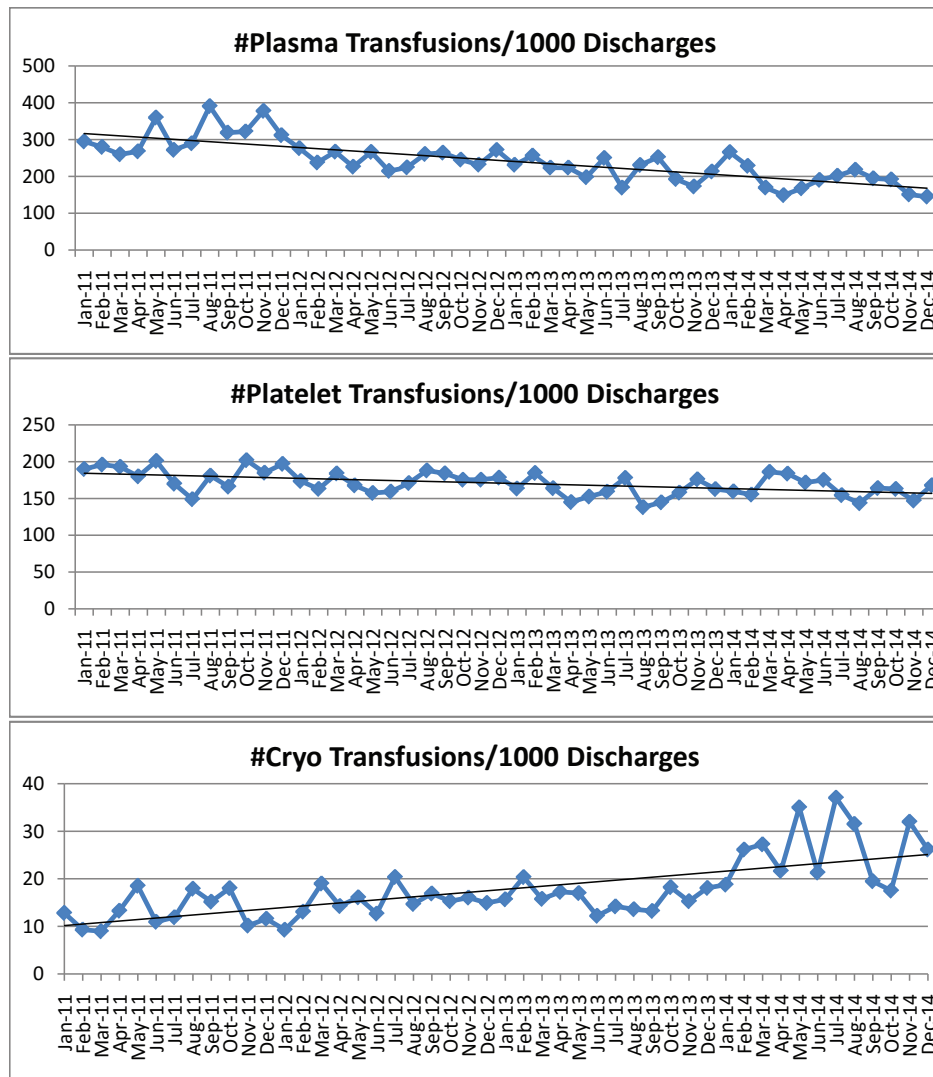 #Plasma Transfusions/1000 Discharges
500
400
300
200
100
0
Jan-11 Feb-11 Mar-11 Apr-11 May-11 Jun-11 Jul-11 Aug-11 Sep-11 Oct-11 Nov-11 Dec-11 Jan-12 Feb-12 Mar-12 Apr-12 May-12 Jun-12 Jul-12 Aug-12 Sep-12 Oct-12 Nov-12 Dec-12 Jan-13 Feb-13 Mar-13 Apr-13 May-13 Jun-13 Jul-13 Aug-13 Sep-13 Oct-13 Nov-13 Dec-13 Jan-14 Feb-14 Mar-14 Apr-14 May-14 Jun-14 Jul-14 Aug-14 Sep-14 Oct-14 Nov-14 Dec-14
#Platelet Transfusions/1000 Discharges
250
200
150
100
50
0
Jan-11 Feb-11 Mar-11 Apr-11 May-11 Jun-11 Jul-11 Aug-11 Sep-11 Oct-11 Nov-11 Dec-11 Jan-12 Feb-12 Mar-12 Apr-12 May-12 Jun-12 Jul-12 Aug-12 Sep-12 Oct-12 Nov-12 Dec-12 Jan-13 Feb-13 Mar-13 Apr-13 May-13 Jun-13 Jul-13 Aug-13 Sep-13 Oct-13 Nov-13 Dec-13 Jan-14 Feb-14 Mar-14 Apr-14 May-14 Jun-14 Jul-14 Aug-14 Sep-14 Oct-14 Nov-14 Dec-14
#Cryo Transfusions/1000 Discharges
40
30
20
10
0
Jan-11 Feb-11 Mar-11 Apr-11 May-11 Jun-11 Jul-11 Aug-11 Sep-11 Oct-11 Nov-11 Dec-11 Jan-12 Feb-12 Mar-12 Apr-12 May-12 Jun-12 Jul-12 Aug-12 Sep-12 Oct-12 Nov-12 Dec-12 Jan-13 Feb-13 Mar-13 Apr-13 May-13 Jun-13 Jul-13 Aug-13 Sep-13 Oct-13 Nov-13 Dec-13 Jan-14 Feb-14 Mar-14 Apr-14 May-14 Jun-14 Jul-14 Aug-14 Sep-14 Oct-14 Nov-14 Dec-14